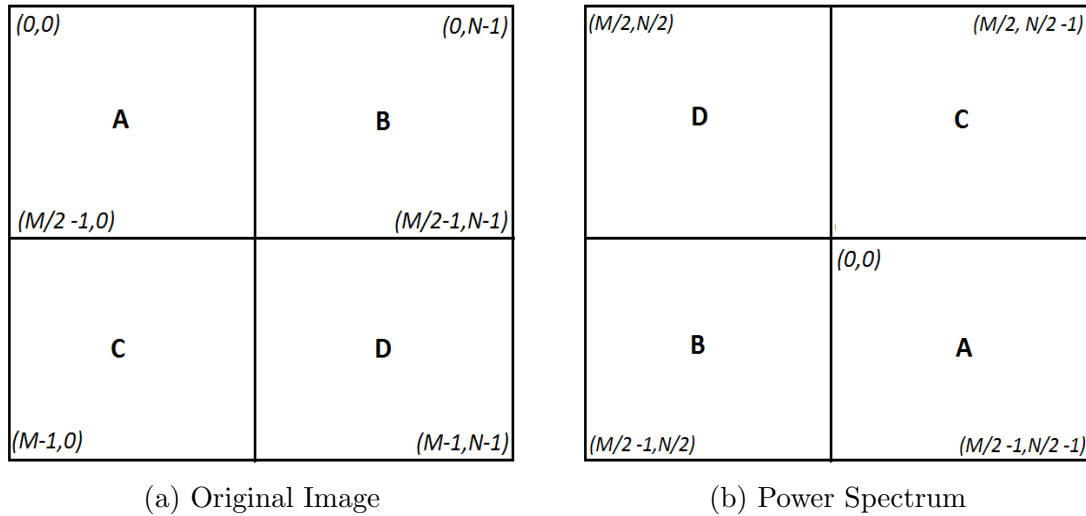 (0,0) (0,N-1)
A B
(M/2 -1,0) (M/2-1,N-1)
C D
(M-1,0) (M-1,N-1)
(a) Original Image
(M/2,N/2) (M/2, N/2 -1)
D C
(0,0)
B A
(M/2 -1,N/2) (M/2 -1,N/2 -1)
(b) Power Spectrum